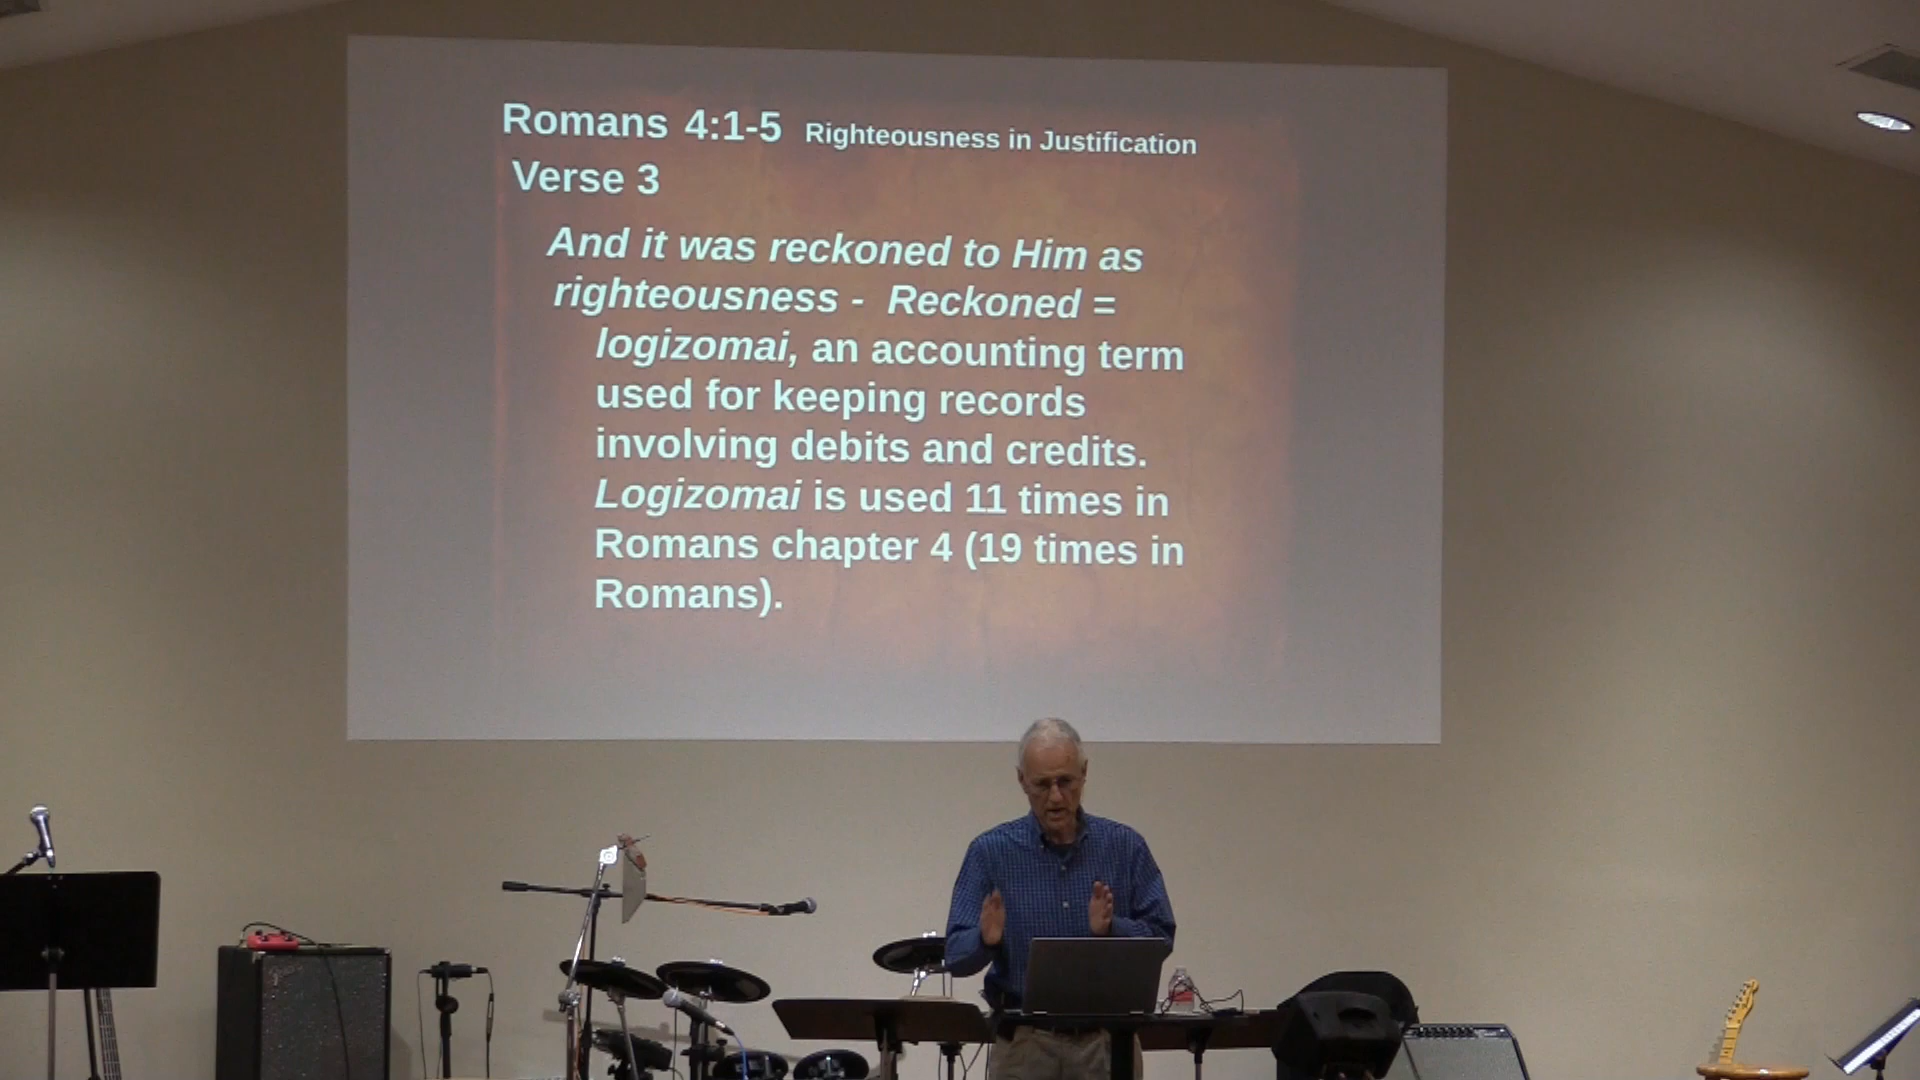 Romans 4:1-5 Righteousness in Justification
Verse 3
And it was reckoned to Him as
righteousness - Reckoned =
logizomai, an accounting term
used for keeping records
involving debits and credits.
Logizomai is used 11 times in
Romans chapter 4 (19 times in
Romans).